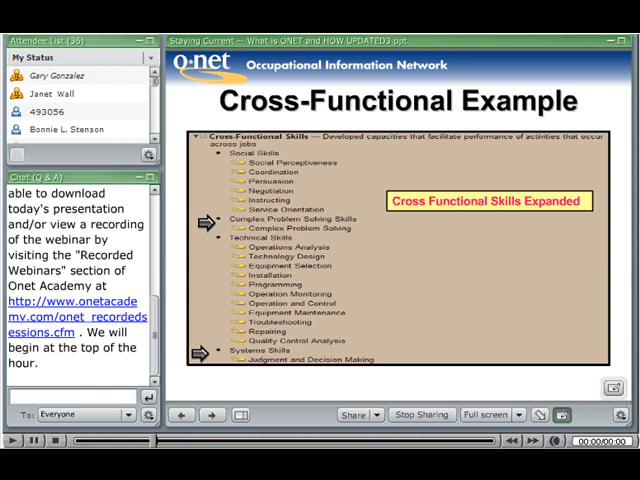 Attendee List (36)
My Status
Gary Gonzalez
Janet Wall
493056
Bonnie L. Stenson
Chat (Q & A)
able to download
today's presentation
and/or view a recording
of the webinar by
visiting the "Recorded
Webinars" section of
Onet Academy at
http://www.onetacade
my.com/onet_recordeds
essions.cfm . We will
begin at the top of the
hour.
To: Everyone
Staying Current -- What is ONET and HOW UPDATED3.ppt
o·net Occupational Information Network
Cross-Functional Example
Cross-Functional Skills — Developed capacities that facilitate performance of activities that occur
across jobs
Social Skills
Social Perceptiveness
Coordination
Persuasion
Negotiation
Instructing
Service Orientation
Complex Problem Solving Skills
Complex Problem Solving
Technical Skills
Operations Analysis
Technology Design
Equipment Selection
Installation
Programming
Operation Monitoring
Operation and Control
Equipment Maintenance
Troubleshooting
Repairing
Quality Control Analysis
Systems Skills
Judgment and Decision Making
Cross Functional Skills Expanded
Share
Stop Sharing
Full screen
00:00/00:00